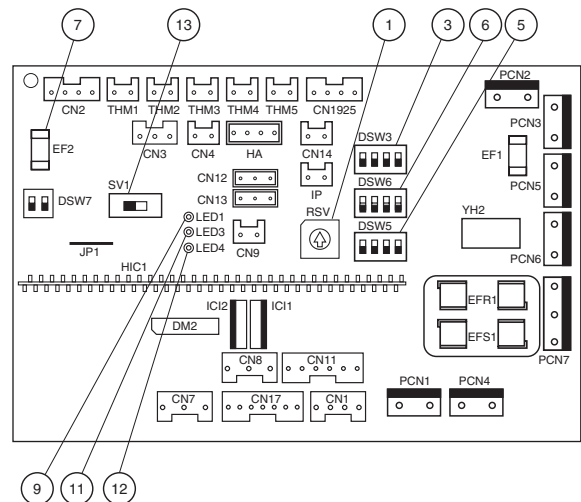 7
13
1
3
6
5
CN2
THM1
THM2
THM3
THM4
THM5
CN1925
PCN2
PCN3
EF2
CN3
CN4
HA
CN14
DSW3
EF1
CN12
IP
DSW6
PCN5
DSW7
SV1
CN13
RSV
LED1
LED3
LED4
CN9
DSW5
YH2
JP1
PCN6
HIC1
ICI2
ICI1
EFR1
DM2
EFS1
CN8
CN11
PCN7
PCN1
PCN4
CN7
CN17
CN1
9
11
12